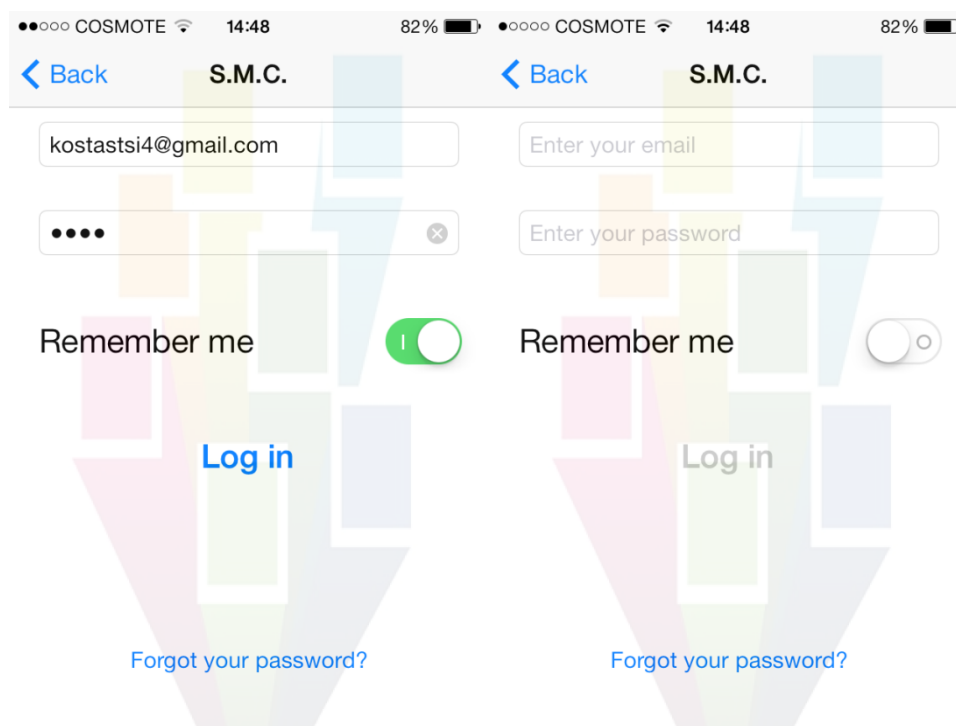 COSMOTE 14:48 82%
Back S.M.C.
kostastsi4@gmail.com
••••
Remember me
Log in
Forgot your password?
COSMOTE 14:48 82%
Back S.M.C.
Enter your email
Enter your password
Remember me
Log in
Forgot your password?